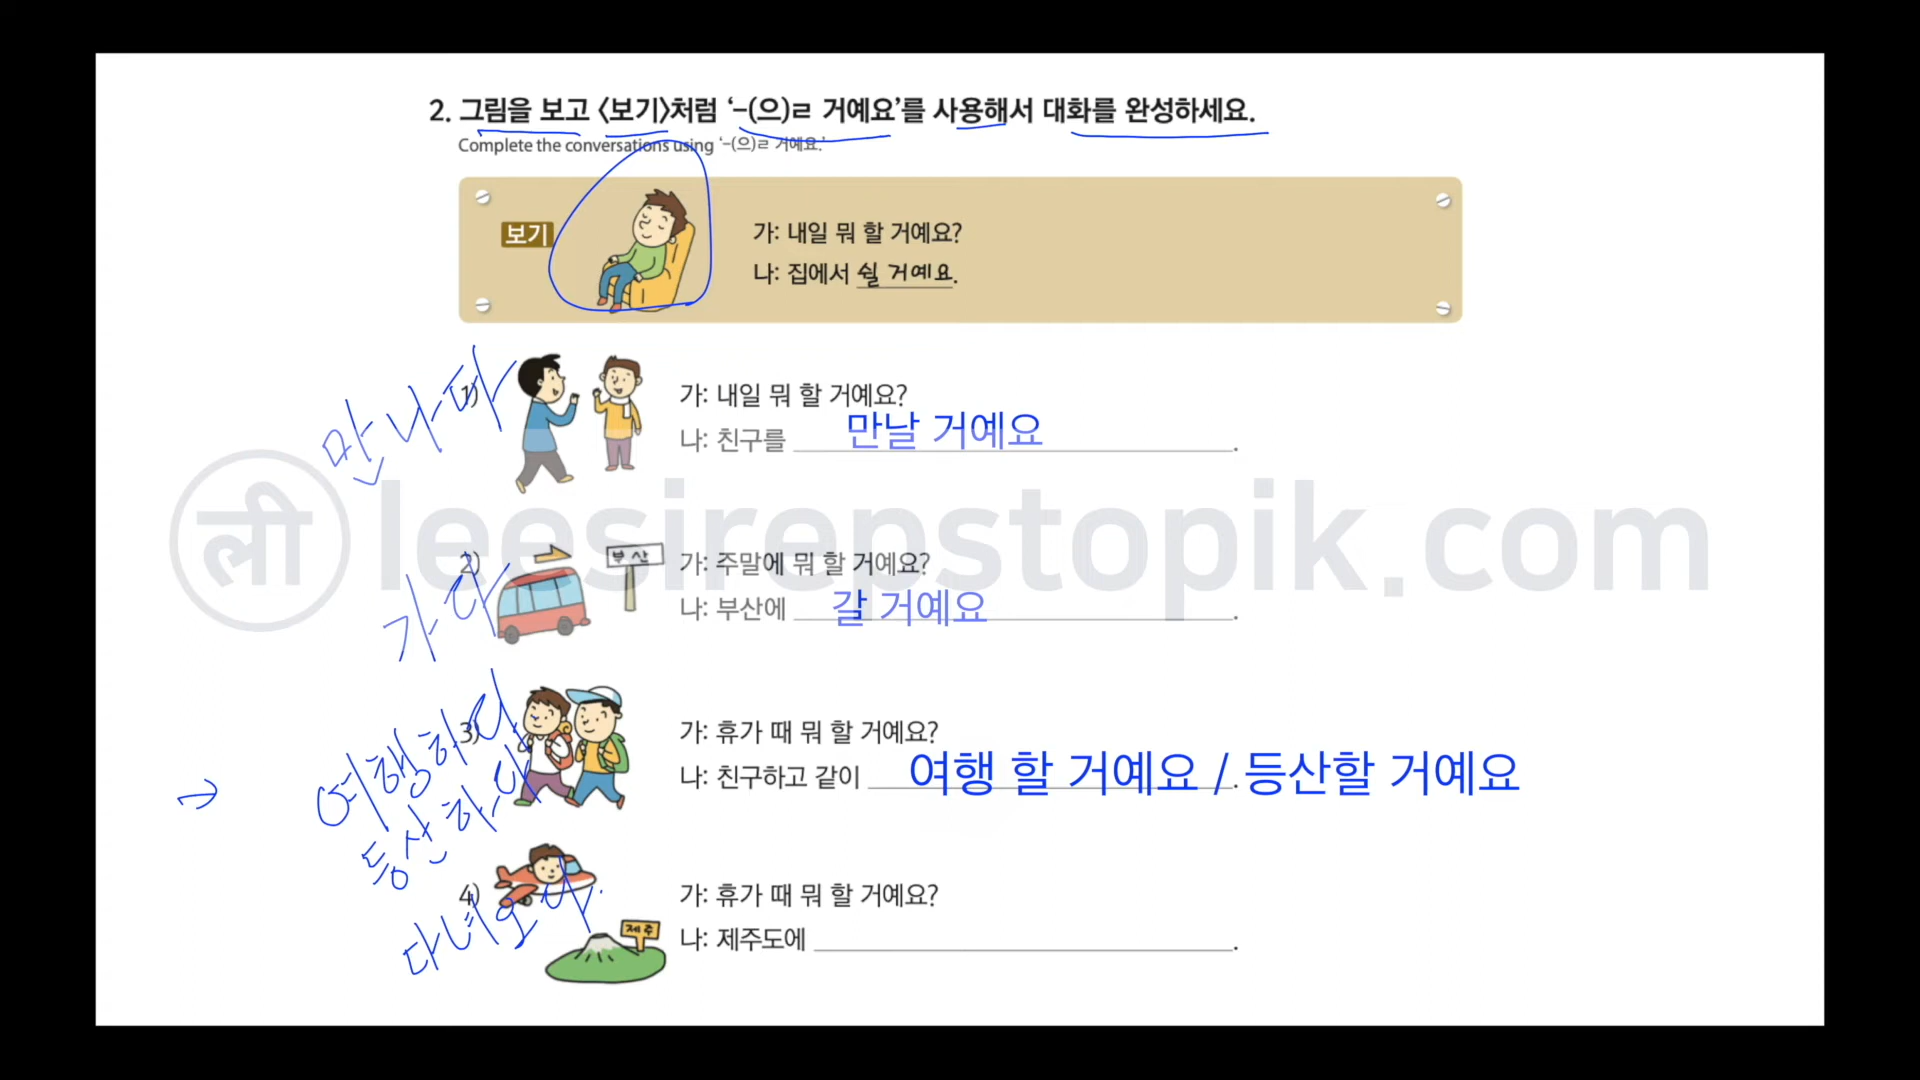 2. 그림을 보고 〈보기〉처럼 ‘-(으)ㄹ 거예요’를 사용해서 대화를 완성하세요.
Complete the conversations using ‘-(으)ㄹ 거예요.’
보기
가: 내일 뭐 할 거예요?
나: 집에서 쉴 거예요.
만나다
1)
가: 내일 뭐 할 거예요?
나: 친구를 만날 거예요.
ली leesirepstopik.com
가다
2)
부산
가: 주말에 뭐 할 거예요?
나: 부산에 갈 거예요.
여행하다
등산하다
3)
가: 휴가 때 뭐 할 거예요?
나: 친구하고 같이 여행 할 거예요 / 등산할 거예요.
다녀오다.
4)
제주
가: 휴가 때 뭐 할 거예요?
나: 제주도에 .